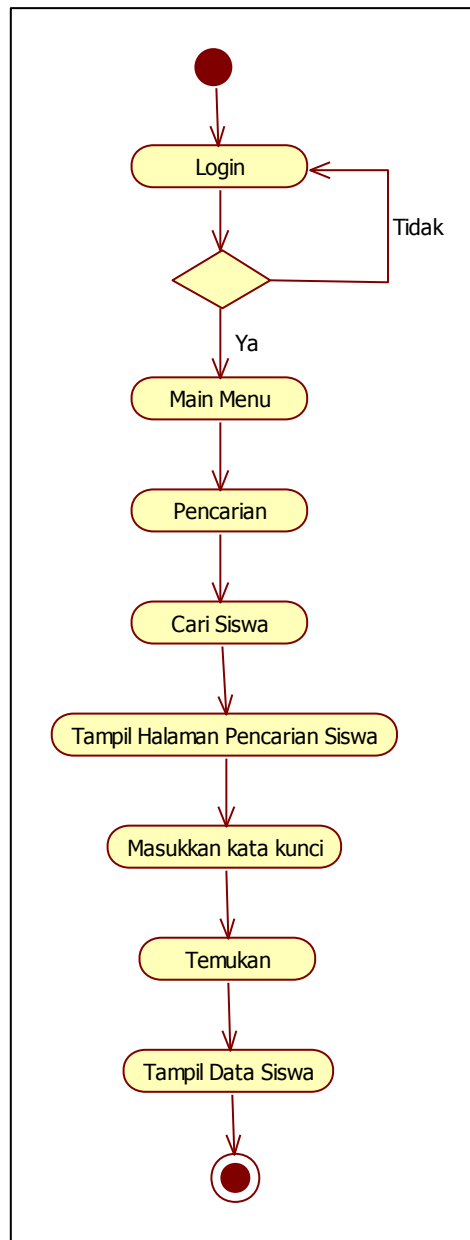 Login
Tidak
Ya
Main Menu
Pencarian
Cari Siswa
Tampil Halaman Pencarian Siswa
Masukkan kata kunci
Temukan
Tampil Data Siswa